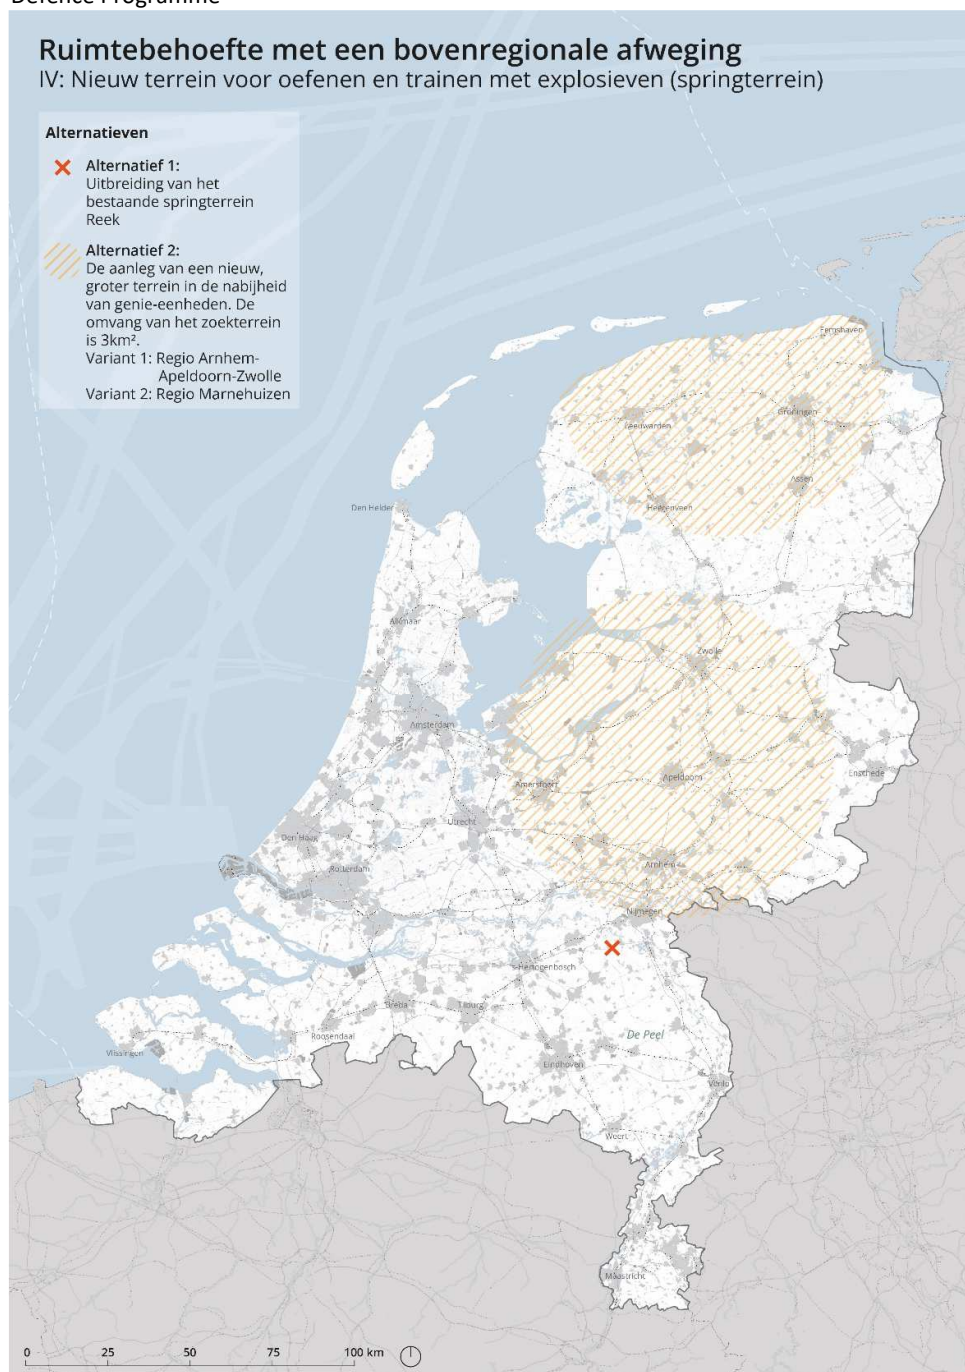 Defence Programme
Ruimtebehoefte met een bovenregionale afweging
IV: Nieuw terrein voor oefenen en trainen met explosieven (springterrein)
Alternatieven
Alternatief 1:
Uitbreiding van het
bestaande springterrein
Reek
Alternatief 2:
De aanleg van een nieuw,
groter terrein in de nabijheid
van genie-eenheden. De
omvang van het zoekterrein
is 3km².
Variant 1: Regio Arnhem-
Apeldoorn-Zwolle
Variant 2: Regio Marnehuizen
Eemshaven
Groningen
Leeuwarden
Assen
Heerenveen
Den Helder
Alkmaar
Zwolle
Amsterdam
Enschede
Apeldoorn
Amersfoort
Utrecht
Den Haag
Arnhem
Rotterdam
Nijmegen
's-Hertogenbosch
Breda
Tilburg
Roosendaal
De Peel
Vlissingen
Eindhoven
Venlo
Weert
Maastricht
0 25 50 75 100 km